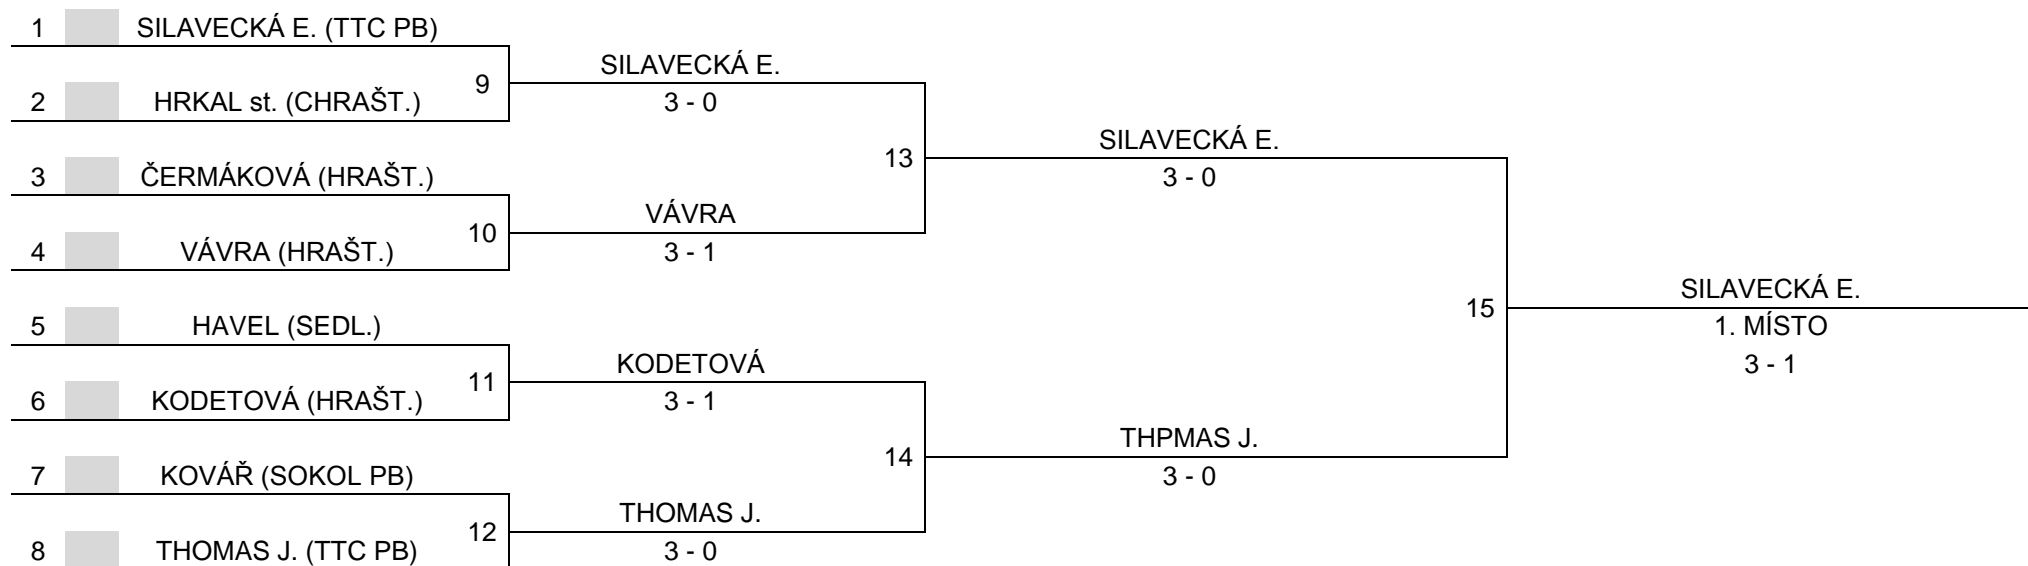 1 SILAVECKÁ E. (TTC PB)
SILAVECKÁ E.
9
2 HRKAL st. (CHRAŠT.)
3 - 0
SILAVECKÁ E.
13
3 ČERMÁKOVÁ (HRAŠT.)
3 - 0
VÁVRA
10
4 VÁVRA (HRAŠT.)
3 - 1
SILAVECKÁ E.
15
5 HAVEL (SEDL.)
1. MÍSTO
KODETOVÁ
3 - 1
11
6 KODETOVÁ (HRAŠT.)
3 - 1
THPMAS J.
14
7 KOVÁŘ (SOKOL PB)
3 - 0
THOMAS J.
12
8 THOMAS J. (TTC PB)
3 - 0